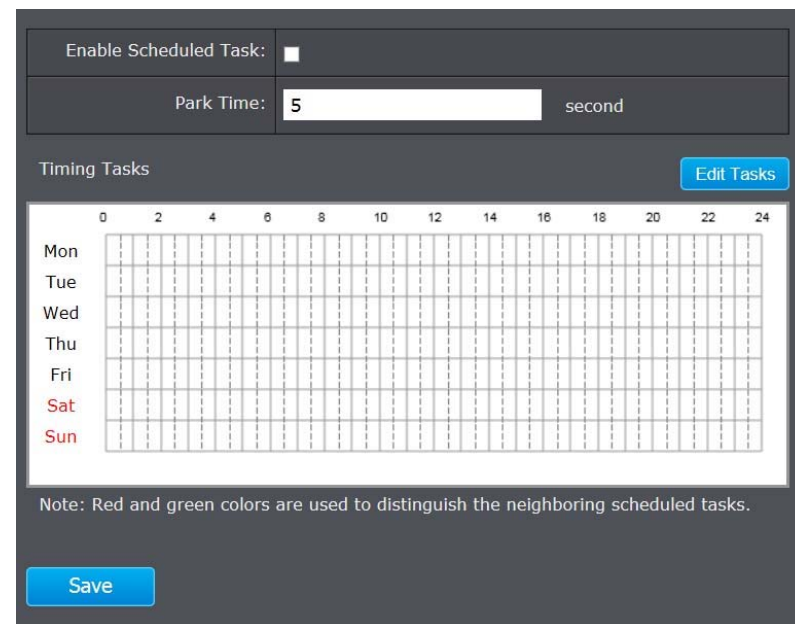 Enable Scheduled Task:
Park Time: 5 second
Timing Tasks Edit Tasks
0 2 4 6 8 10 12 14 16 18 20 22 24
Mon
Tue
Wed
Thu
Fri
Sat
Sun
Note: Red and green colors are used to distinguish the neighboring scheduled tasks.
Save